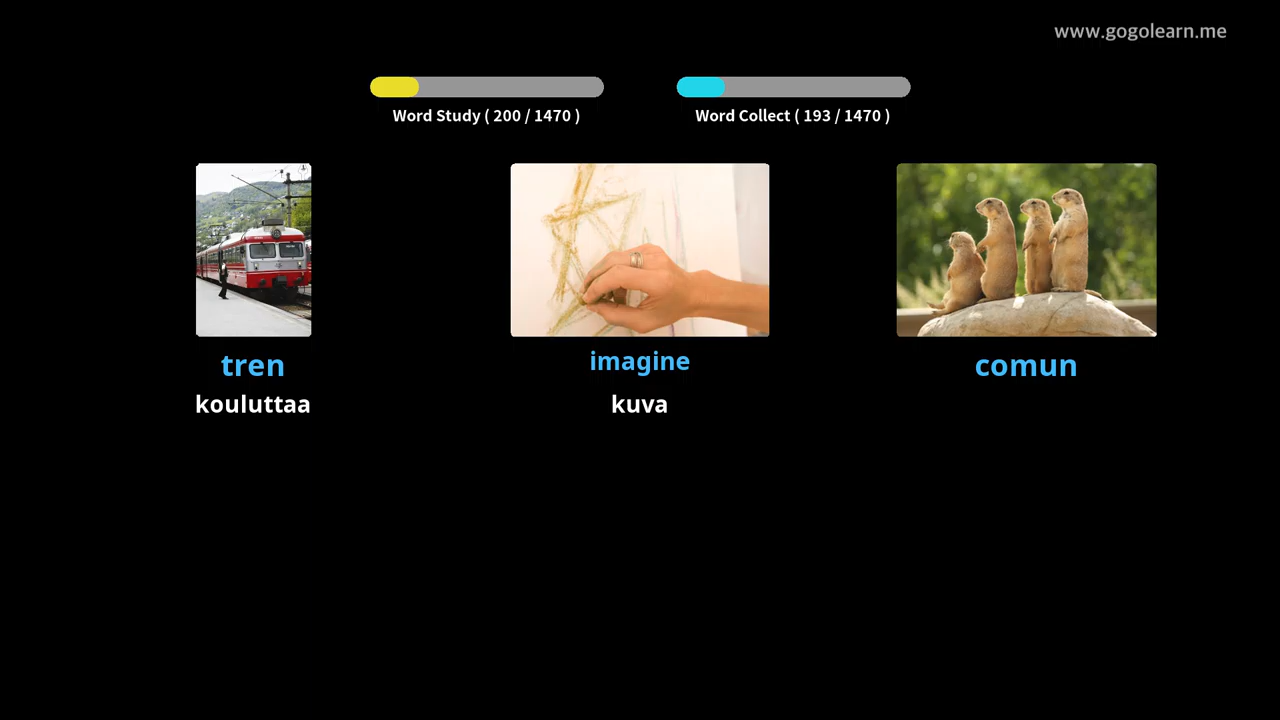 www.gogolearn.me
Word Study ( 200 / 1470 )
Word Collect ( 193 / 1470 )
tren
imagine
comun
kouluttaa
kuva